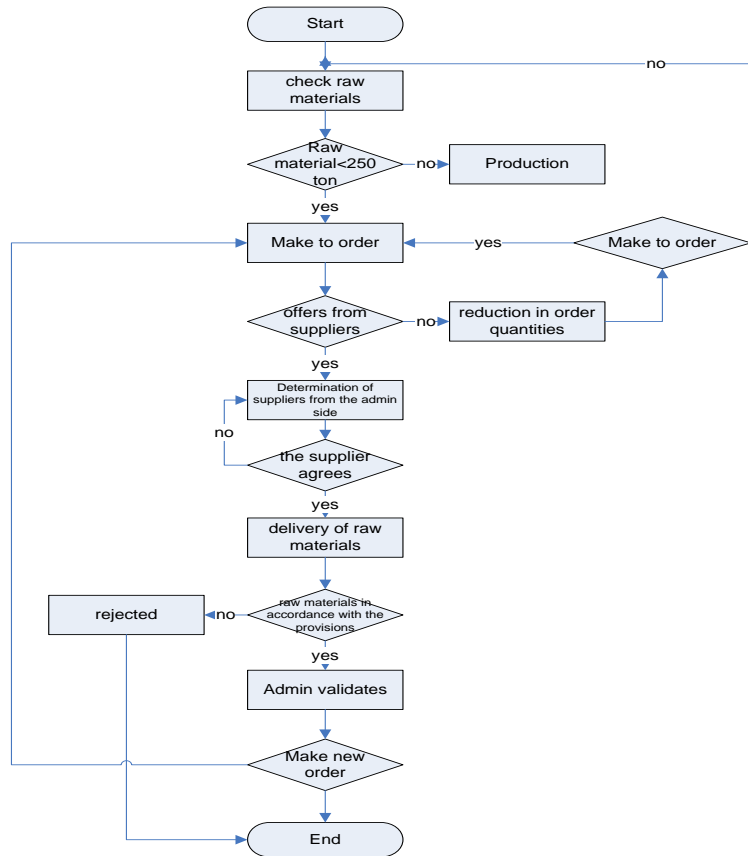 Start
no
check raw
materials
Raw
material<250
ton
no
Production
yes
Make to order
yes
Make to order
offers from
suppliers
no
reduction in order
quantities
yes
Determination of
suppliers from the admin
side
no
the supplier
agrees
yes
delivery of raw
materials
raw materials in
accordance with the
provisions
no
rejected
yes
Admin validates
Make new
order
End